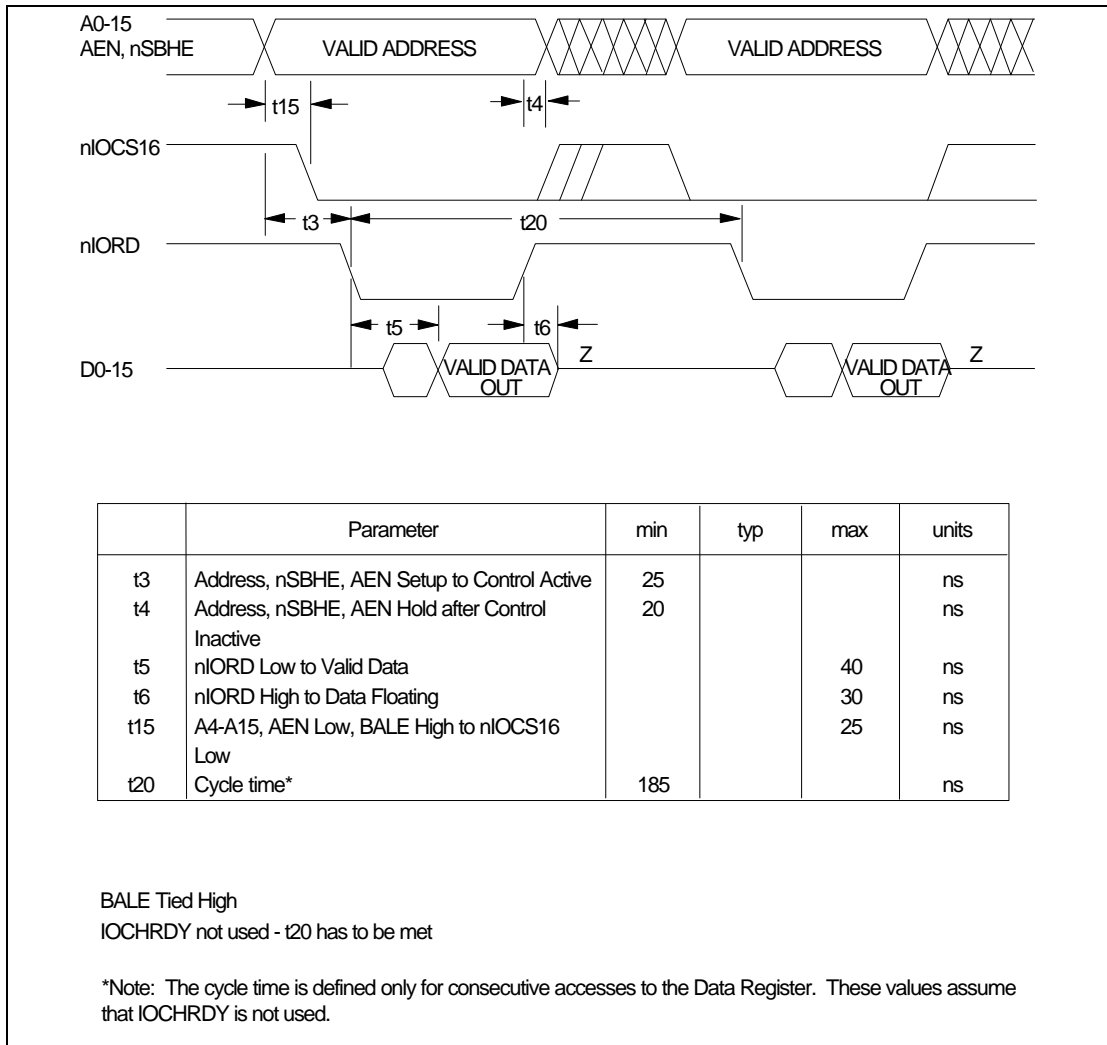 A0-15
AEN, nSBHE
VALID ADDRESS
VALID ADDRESS
t15
t4
nIOCS16
t3
t20
nIORD
t5
t6
D0-15
VALID DATA
OUT
Z
VALID DATA
OUT
Z
Parameter min typ max units
t3 Address, nSBHE, AEN Setup to Control Active 25 ns
t4 Address, nSBHE, AEN Hold after Control 20 ns
Inactive
t5 nIORD Low to Valid Data 40 ns
t6 nIORD High to Data Floating 30 ns
t15 A4-A15, AEN Low, BALE High to nIOCS16 25 ns
Low
t20 Cycle time* 185 ns
BALE Tied High
IOCHRDY not used - t20 has to be met
*Note: The cycle time is defined only for consecutive accesses to the Data Register. These values assume
that IOCHRDY is not used.